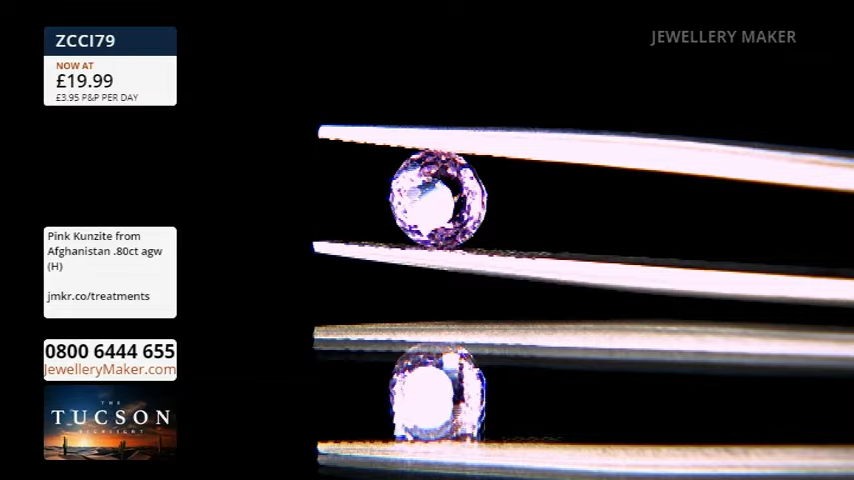 ZCCI79
NOW AT
£19.99
£3.95 P&P PER DAY
JEWELLERY MAKER
Pink Kunzite from
Afghanistan .80ct agw
(H)
jmkr.co/treatments
0800 6444 655
JewelleryMaker.com
THE
TUCSON